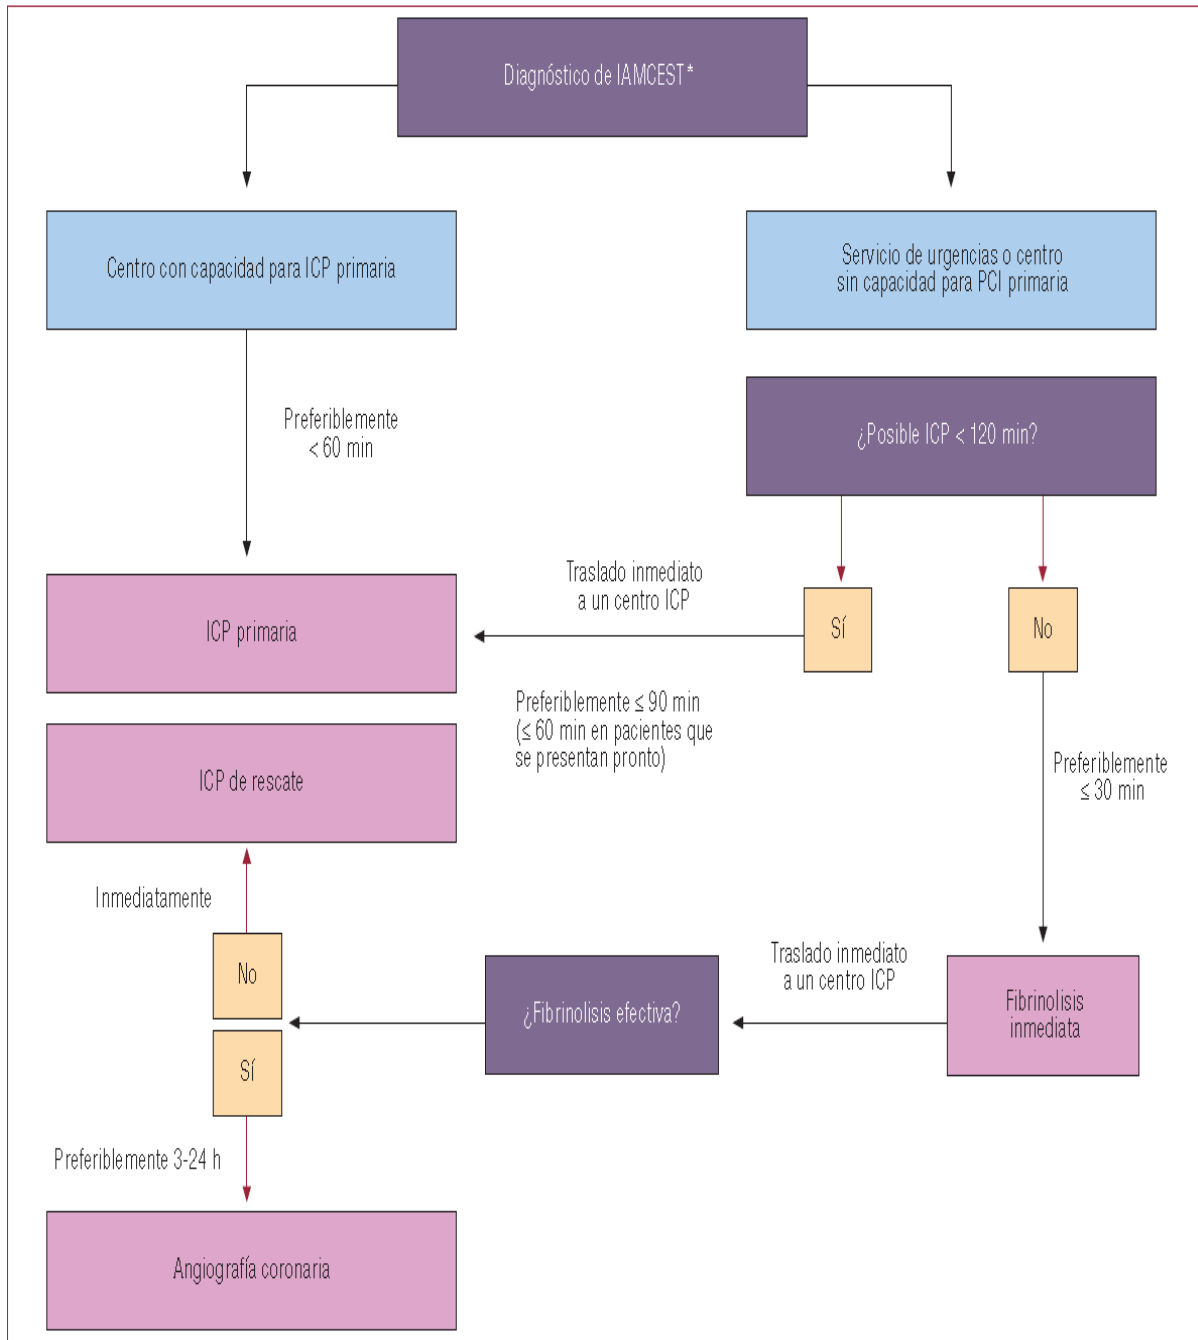 Diagnóstico de IAMCEST*
Centro con capacidad para ICP primaria
Servicio de urgencias o centro
sin capacidad para PCI primaria
Preferiblemente
< 60 min
¿Posible ICP < 120 min?
Traslado inmediato
a un centro ICP
Sí
No
ICP primaria
Preferiblemente ≤ 90 min
(≤ 60 min en pacientes que
se presentan pronto)
Preferiblemente
≤ 30 min
ICP de rescate
Inmediatamente
No
Sí
¿Fibrinolisis efectiva?
Traslado inmediato
a un centro ICP
Fibrinolisis
inmediata
Preferiblemente 3-24 h
Angiografía coronaria